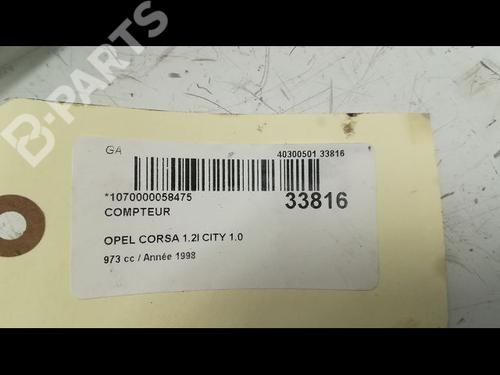 B-PARTS
GA
40300501 33816
*1070000058475
33816
COMPTEUR
OPEL CORSA 1.2I CITY 1.0
973 cc / Année 1998